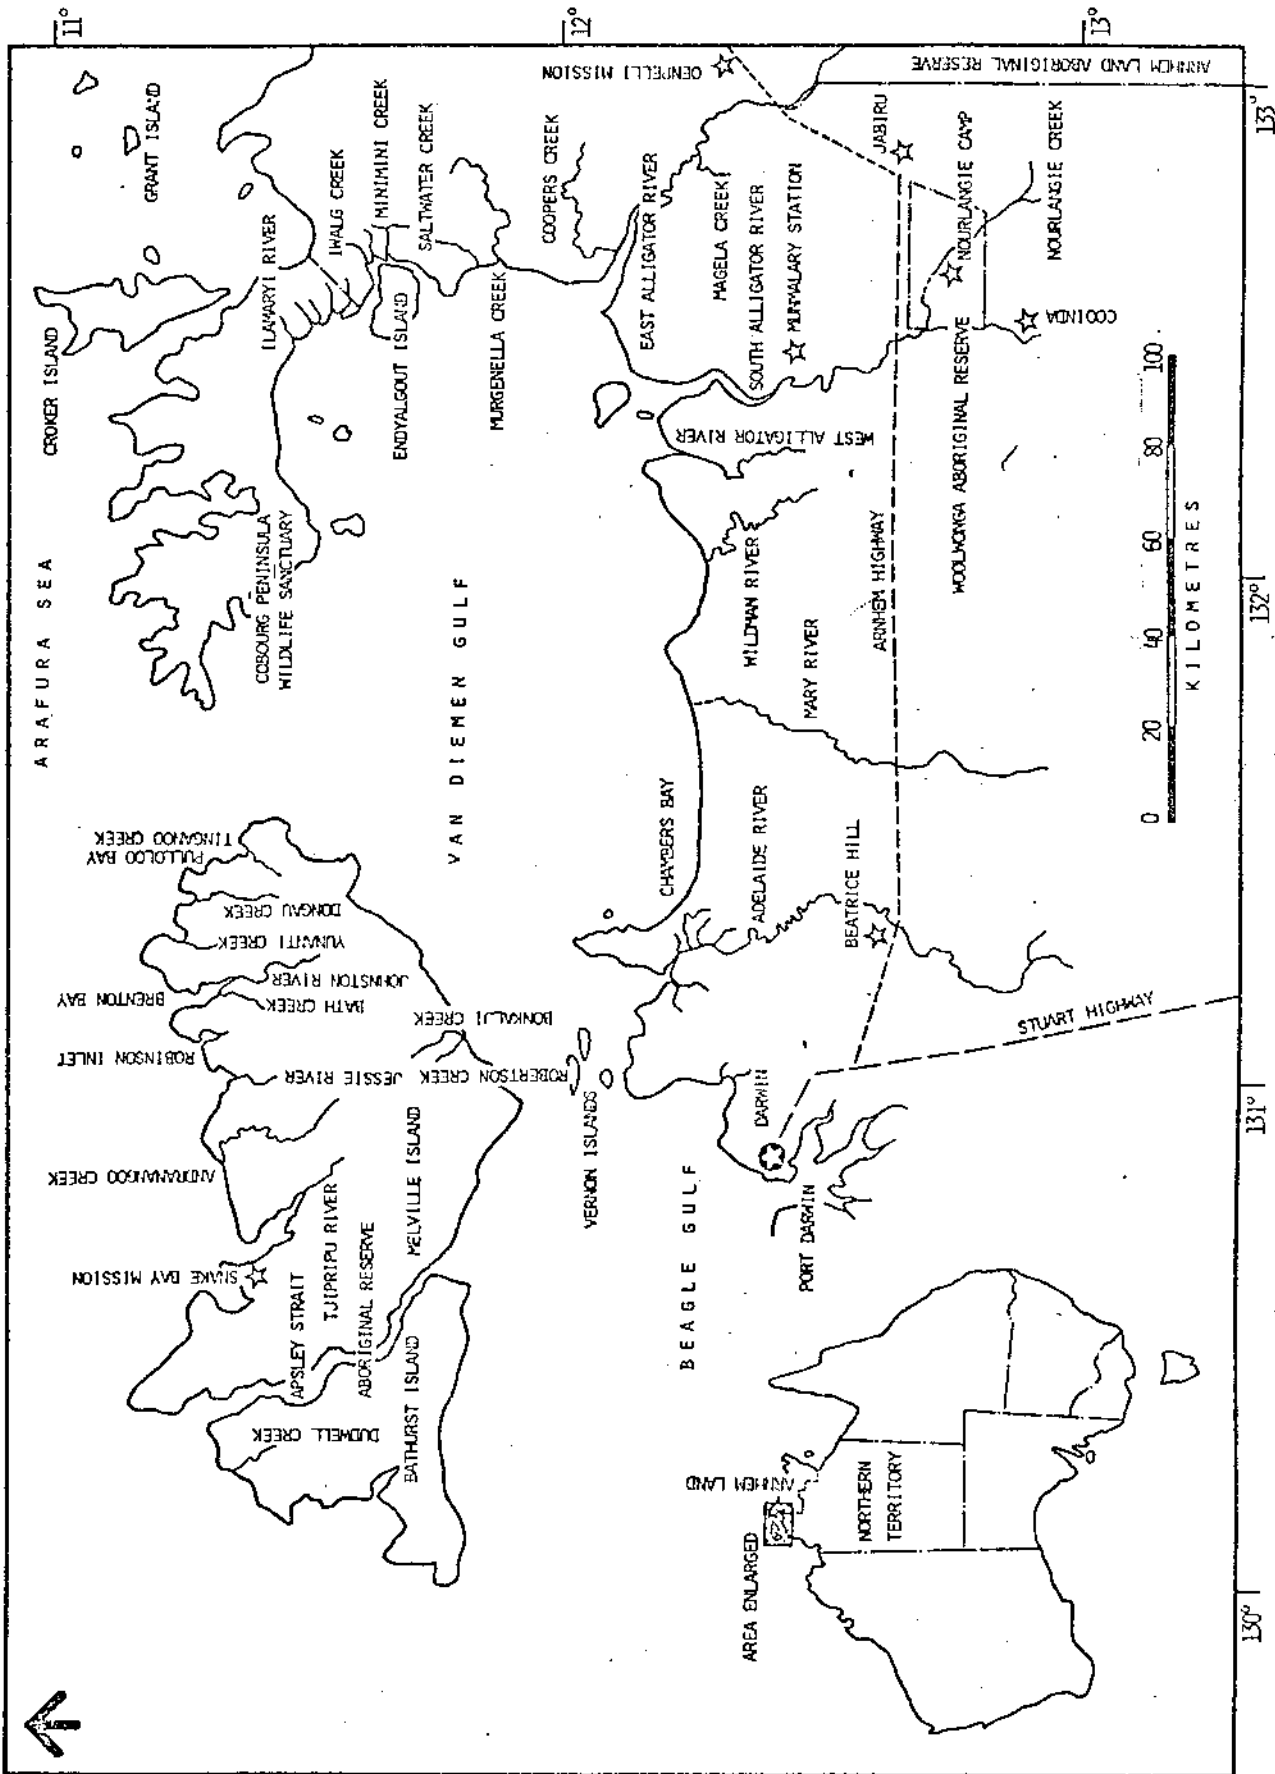 ARAFURA SEA
CROKER ISLAND
GRANT ISLAND
11°
SNAKE BAY MISSION
ANDRANANGOO CREEK
ROBINSON INLET
BRENTON BAY
PULLOLOO BAY
TINGANOO CREEK
COBOURG PENINSULA
WILDLIFE SANCTUARY
ILAMARYI RIVER
IWALG CREEK
MINIMINI CREEK
SALTWATER CREEK
DUDWELL CREEK
APSLEY STRAIT
TJIPRIPU RIVER
ABORIGINAL RESERVE
MELVILLE ISLAND
BATHURST ISLAND
JESSIE RIVER
BATH CREEK
JOHNSTON RIVER
YUNANTI CREEK
DONGAU CREEK
ROBERTSON CREEK
BONKALJI CREEK
VAN DIEMEN GULF
ENDYALGOUT ISLAND
MURGENELLA CREEK
COOPERS CREEK
12°
VERNON ISLANDS
BEAGLE GULF
CHAMBERS BAY
EAST ALLIGATOR RIVER
OENPELLI MISSION
MAGELA CREEK
SOUTH ALLIGATOR RIVER
MUNMALARY STATION
WEST ALLIGATOR RIVER
WILDMAN RIVER
MARY RIVER
ADELAIDE RIVER
DARWIN
PORT DARWIN
BEATRICE HILL
ARNHEM HIGHWAY
JABIRU
ARNHEM LAND ABORIGINAL RESERVE
NOURLANGIE CAMP
WOOLWONGA ABORIGINAL RESERVE
COOINDA
NOURLANGIE CREEK
13°
STUART HIGHWAY
AREA ENLARGED
ARNHEM LAND
NORTHERN
TERRITORY
0 20 40 60 80 100
KILOMETRES
130° 131° 132° 133°